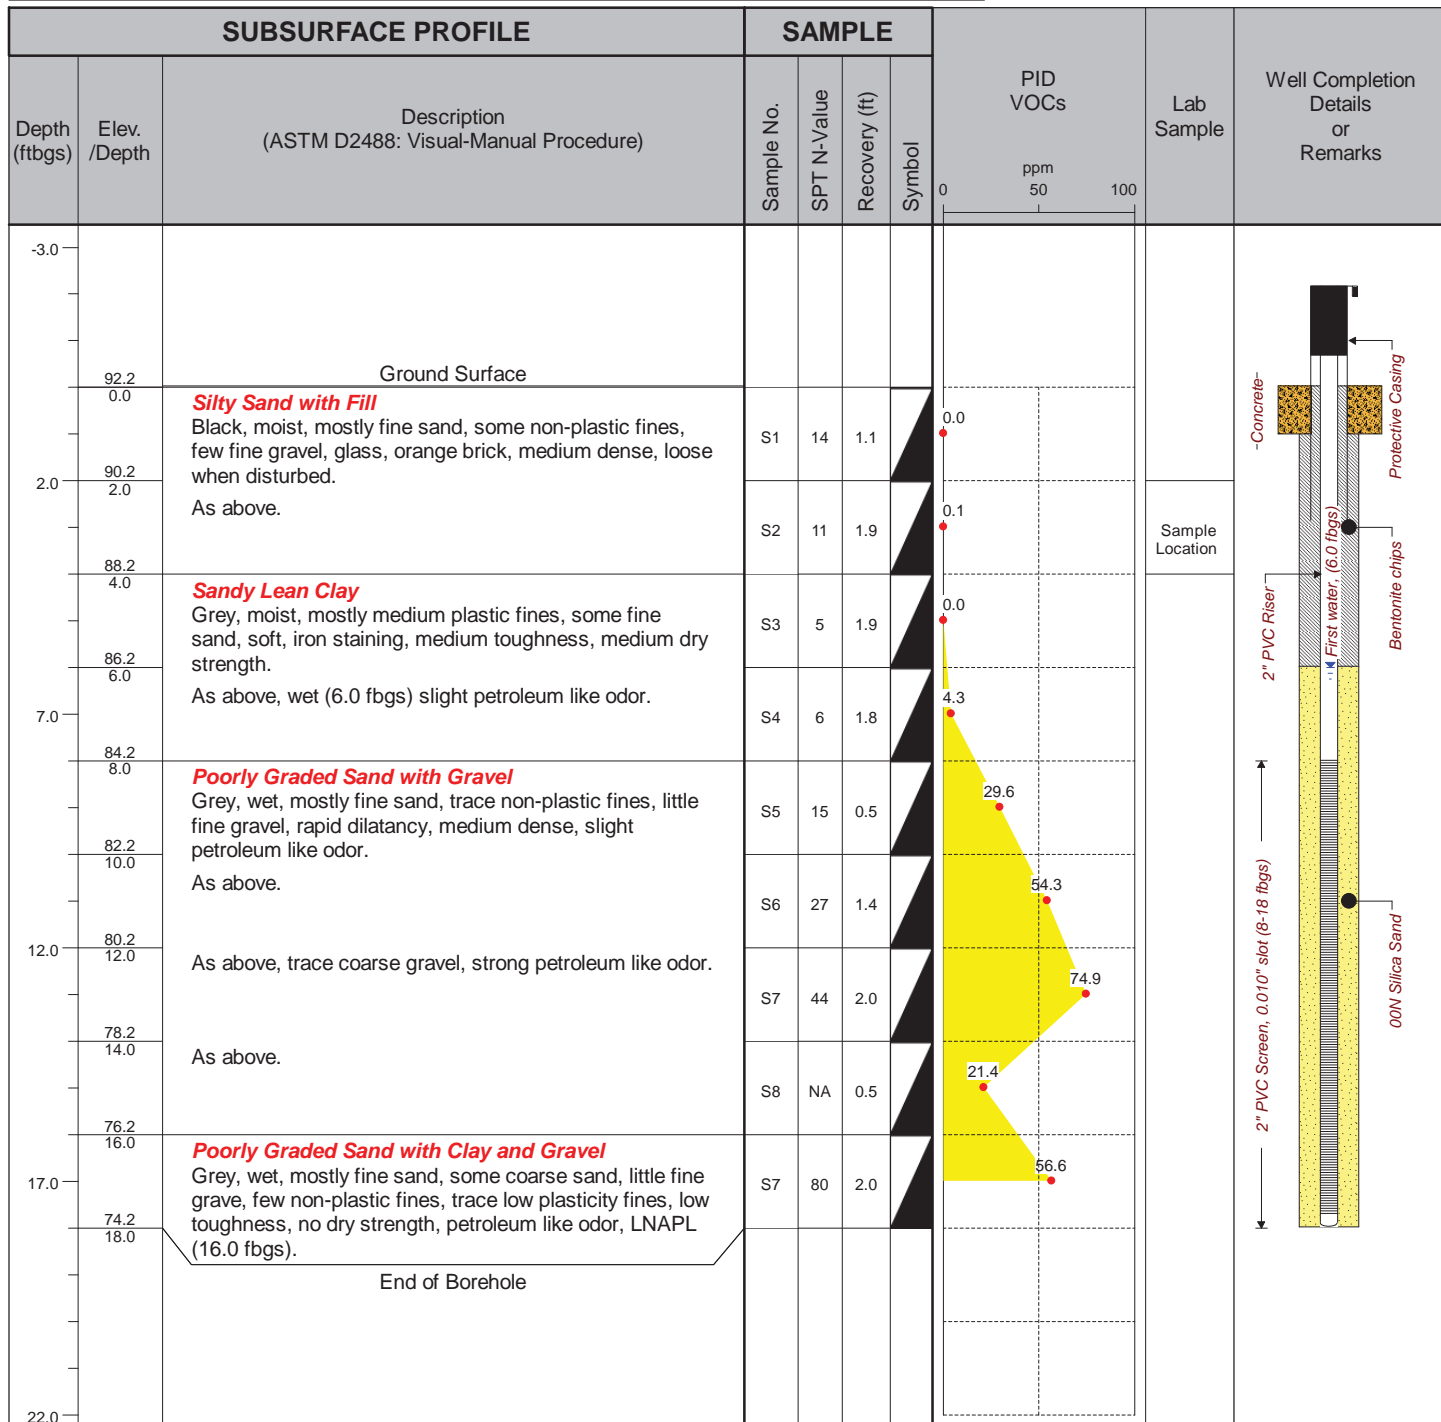 SUBSURFACE PROFILE
SAMPLE
Depth
(ftbgs)
Elev.
/Depth
Description
(ASTM D2488: Visual-Manual Procedure)
Sample No.
SPT N-Value
Recovery (ft)
Symbol
PID
VOCs
ppm
0 50 100
Lab
Sample
Well Completion
Details
or
Remarks
-3.0
92.2
0.0
Ground Surface
Silty Sand with Fill
Black, moist, mostly fine sand, some non-plastic fines,
few fine gravel, glass, orange brick, medium dense, loose
when disturbed.
S1 14 1.1
0.0
2.0
90.2
2.0
As above.
S2 11 1.9
0.1
Sample
Location
88.2
4.0
Sandy Lean Clay
Grey, moist, mostly medium plastic fines, some fine
sand, soft, iron staining, medium toughness, medium dry
strength.
S3 5 1.9
0.0
86.2
6.0
As above, wet (6.0 fbgs) slight petroleum like odor.
7.0
S4 6 1.8
4.3
84.2
8.0
Poorly Graded Sand with Gravel
Grey, wet, mostly fine sand, trace non-plastic fines, little
fine gravel, rapid dilatancy, medium dense, slight
petroleum like odor.
S5 15 0.5
29.6
82.2
10.0
As above.
S6 27 1.4
54.3
12.0
80.2
12.0
As above, trace coarse gravel, strong petroleum like odor.
S7 44 2.0
74.9
78.2
14.0
As above.
S8 NA 0.5
21.4
76.2
16.0
Poorly Graded Sand with Clay and Gravel
Grey, wet, mostly fine sand, some coarse sand, little fine
grave, few non-plastic fines, trace low plasticity fines, low
toughness, no dry strength, petroleum like odor, LNAPL
(16.0 fbgs).
17.0
S7 80 2.0
56.6
74.2
18.0
End of Borehole
22.0
-Concrete-
Protective Casing
2" PVC Riser
First water, (6.0 fbgs)
Bentonite chips
2" PVC Screen, 0.010" slot (8-18 fbgs)
00N Silica Sand